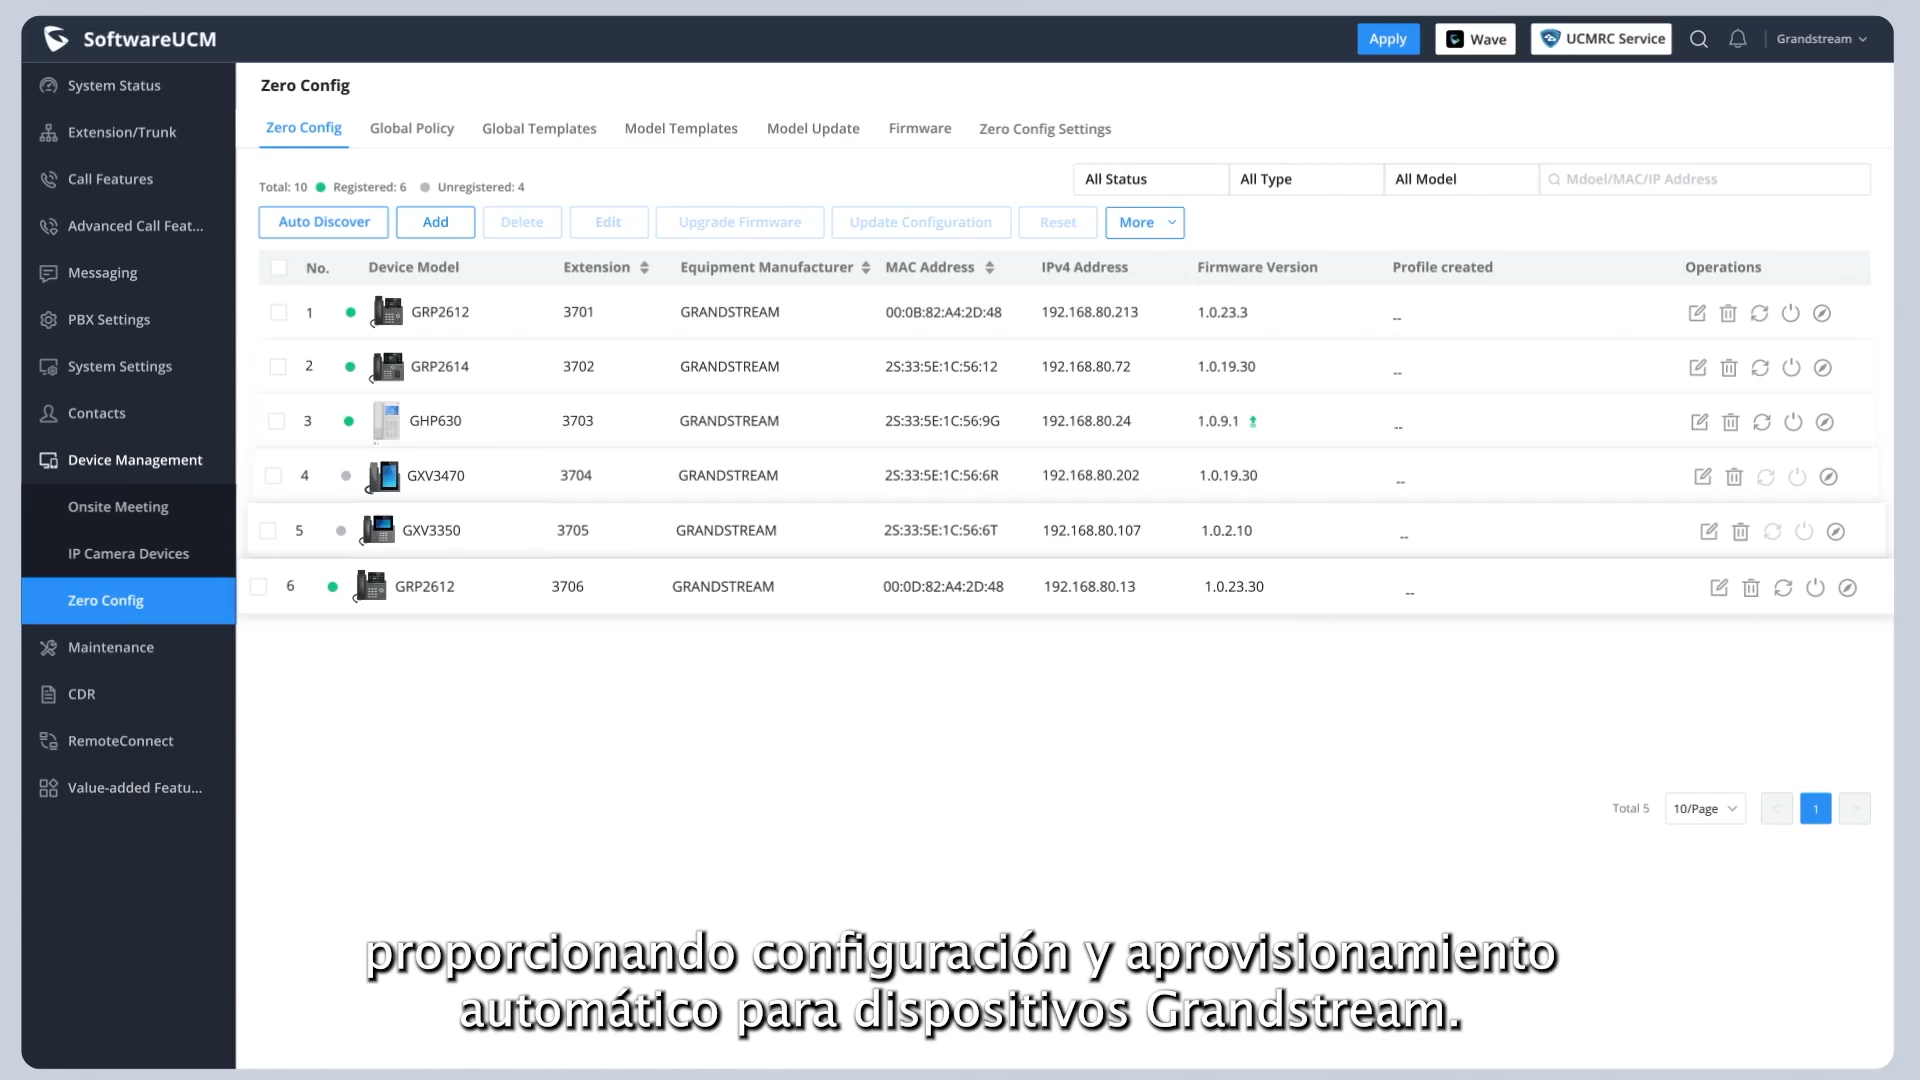 SoftwareUCM
Apply
Wave
UCMRC Service
Grandstream
System Status
Extension/Trunk
Call Features
Advanced Call Feat...
Messaging
PBX Settings
System Settings
Contacts
Device Management
Onsite Meeting
IP Camera Devices
Zero Config
Maintenance
CDR
RemoteConnect
Value-added Featu...
Zero Config
Zero Config Global Policy Global Templates Model Templates Model Update Firmware Zero Config Settings
Total: 10 Registered: 6 Unregistered: 4
All Status All Type All Model Mdoel/MAC/IP Address
Auto Discover Add Delete Edit Upgrade Firmware Update Configuration Reset More
No. Device Model Extension Equipment Manufacturer MAC Address IPv4 Address Firmware Version Profile created Operations
1 GRP2612 3701 GRANDSTREAM 00:0B:82:A4:2D:48 192.168.80.213 1.0.23.3 --
2 GRP2614 3702 GRANDSTREAM 2S:33:5E:1C:56:12 192.168.80.72 1.0.19.30 --
3 GHP630 3703 GRANDSTREAM 2S:33:5E:1C:56:9G 192.168.80.24 1.0.9.1 --
4 GXV3470 3704 GRANDSTREAM 2S:33:5E:1C:56:6R 192.168.80.202 1.0.19.30 --
5 GXV3350 3705 GRANDSTREAM 2S:33:5E:1C:56:6T 192.168.80.107 1.0.2.10 --
6 GRP2612 3706 GRANDSTREAM 00:0D:82:A4:2D:48 192.168.80.13 1.0.23.30 --
Total 5 10/Page < 1 >
proporcionando configuración y aprovisionamiento
automático para dispositivos Grandstream.